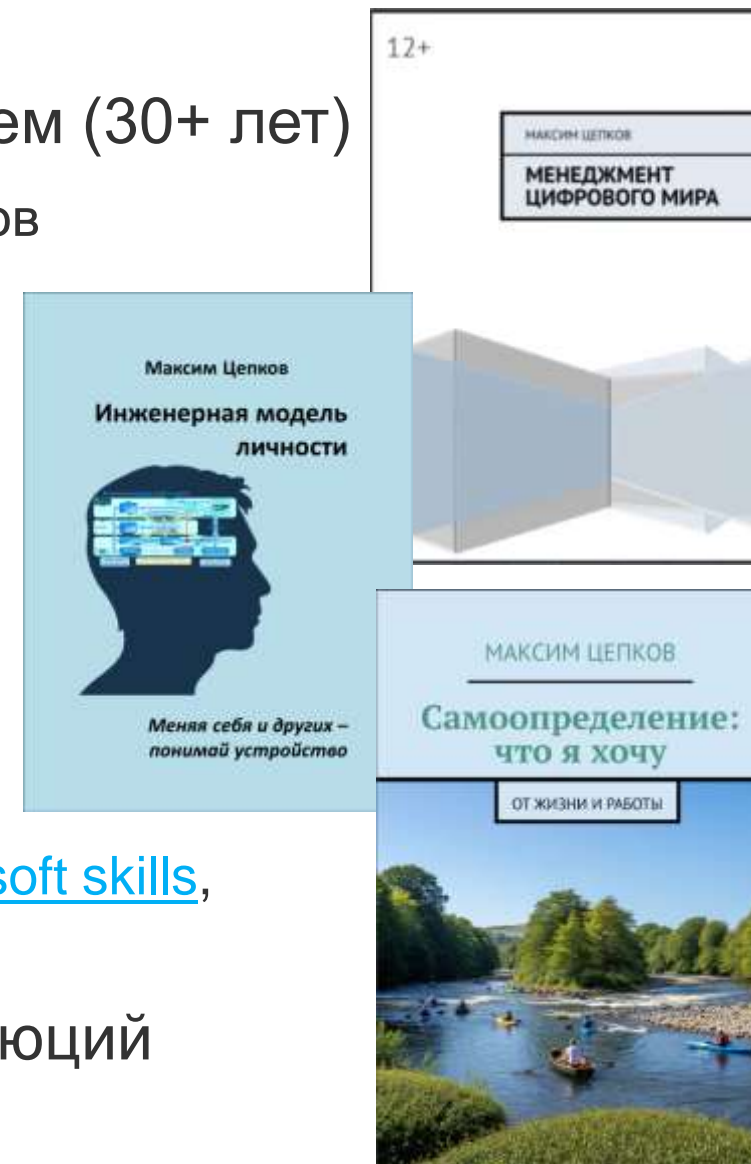 12+
ем (30+ лет)
ов
МАКСИМ ЦЕПКОВ
МЕНЕДЖМЕНТ
ЦИФРОВОГО МИРА
Максим Цепков
Инженерная модель
личности
Меняя себя и других –
понимай устройство
МАКСИМ ЦЕПКОВ
Самоопределение:
что я хочу
ОТ ЖИЗНИ И РАБОТЫ
soft skills,
юций